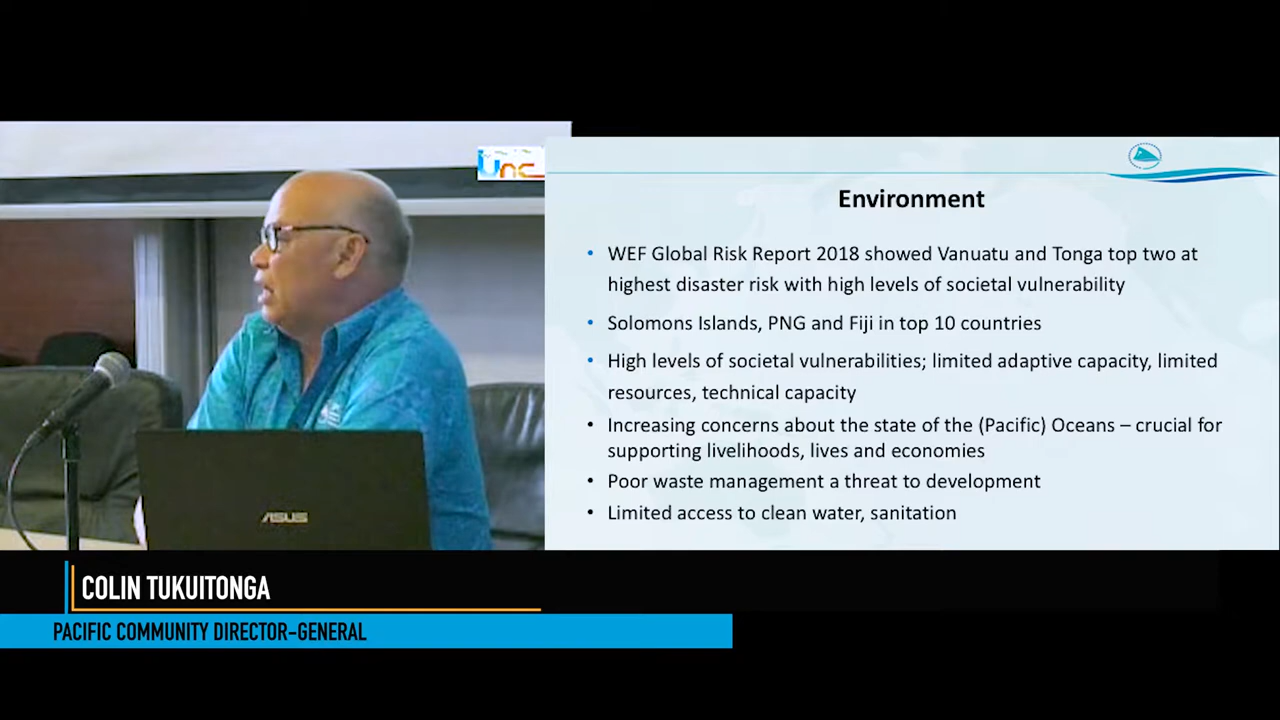 Unc
Environment
• WEF Global Risk Report 2018 showed Vanuatu and Tonga top two at
highest disaster risk with high levels of societal vulnerability
• Solomons Islands, PNG and Fiji in top 10 countries
• High levels of societal vulnerabilities; limited adaptive capacity, limited
resources, technical capacity
• Increasing concerns about the state of the (Pacific) Oceans – crucial for
supporting livelihoods, lives and economies
• Poor waste management a threat to development
• Limited access to clean water, sanitation
ASUS
COLIN TUKUITONGA
PACIFIC COMMUNITY DIRECTOR-GENERAL